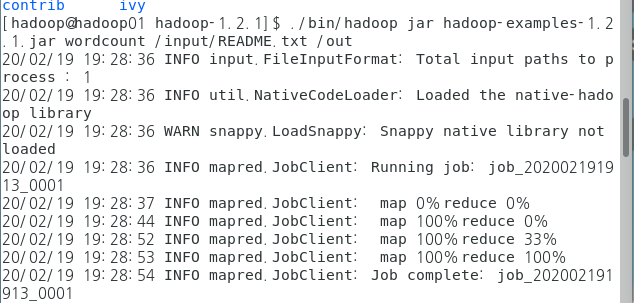 contrib      ivy
[hadoop@hadoop01 hadoop-1.2.1]$ ./bin/hadoop jar hadoop-examples-1.2
.1.jar wordcount /input/README.txt /out
20/02/19 19:28:36 INFO input.FileInputFormat: Total input paths to p
rocess : 1
20/02/19 19:28:36 INFO util.NativeCodeLoader: Loaded the native-hado
op library
20/02/19 19:28:36 WARN snappy.LoadSnappy: Snappy native library not
loaded
20/02/19 19:28:36 INFO mapred.JobClient: Running job: job_2020021919
13_0001
20/02/19 19:28:37 INFO mapred.JobClient:  map 0% reduce 0%
20/02/19 19:28:44 INFO mapred.JobClient:  map 100% reduce 0%
20/02/19 19:28:52 INFO mapred.JobClient:  map 100% reduce 33%
20/02/19 19:28:53 INFO mapred.JobClient:  map 100% reduce 100%
20/02/19 19:28:54 INFO mapred.JobClient: Job complete: job_202002191
913_0001